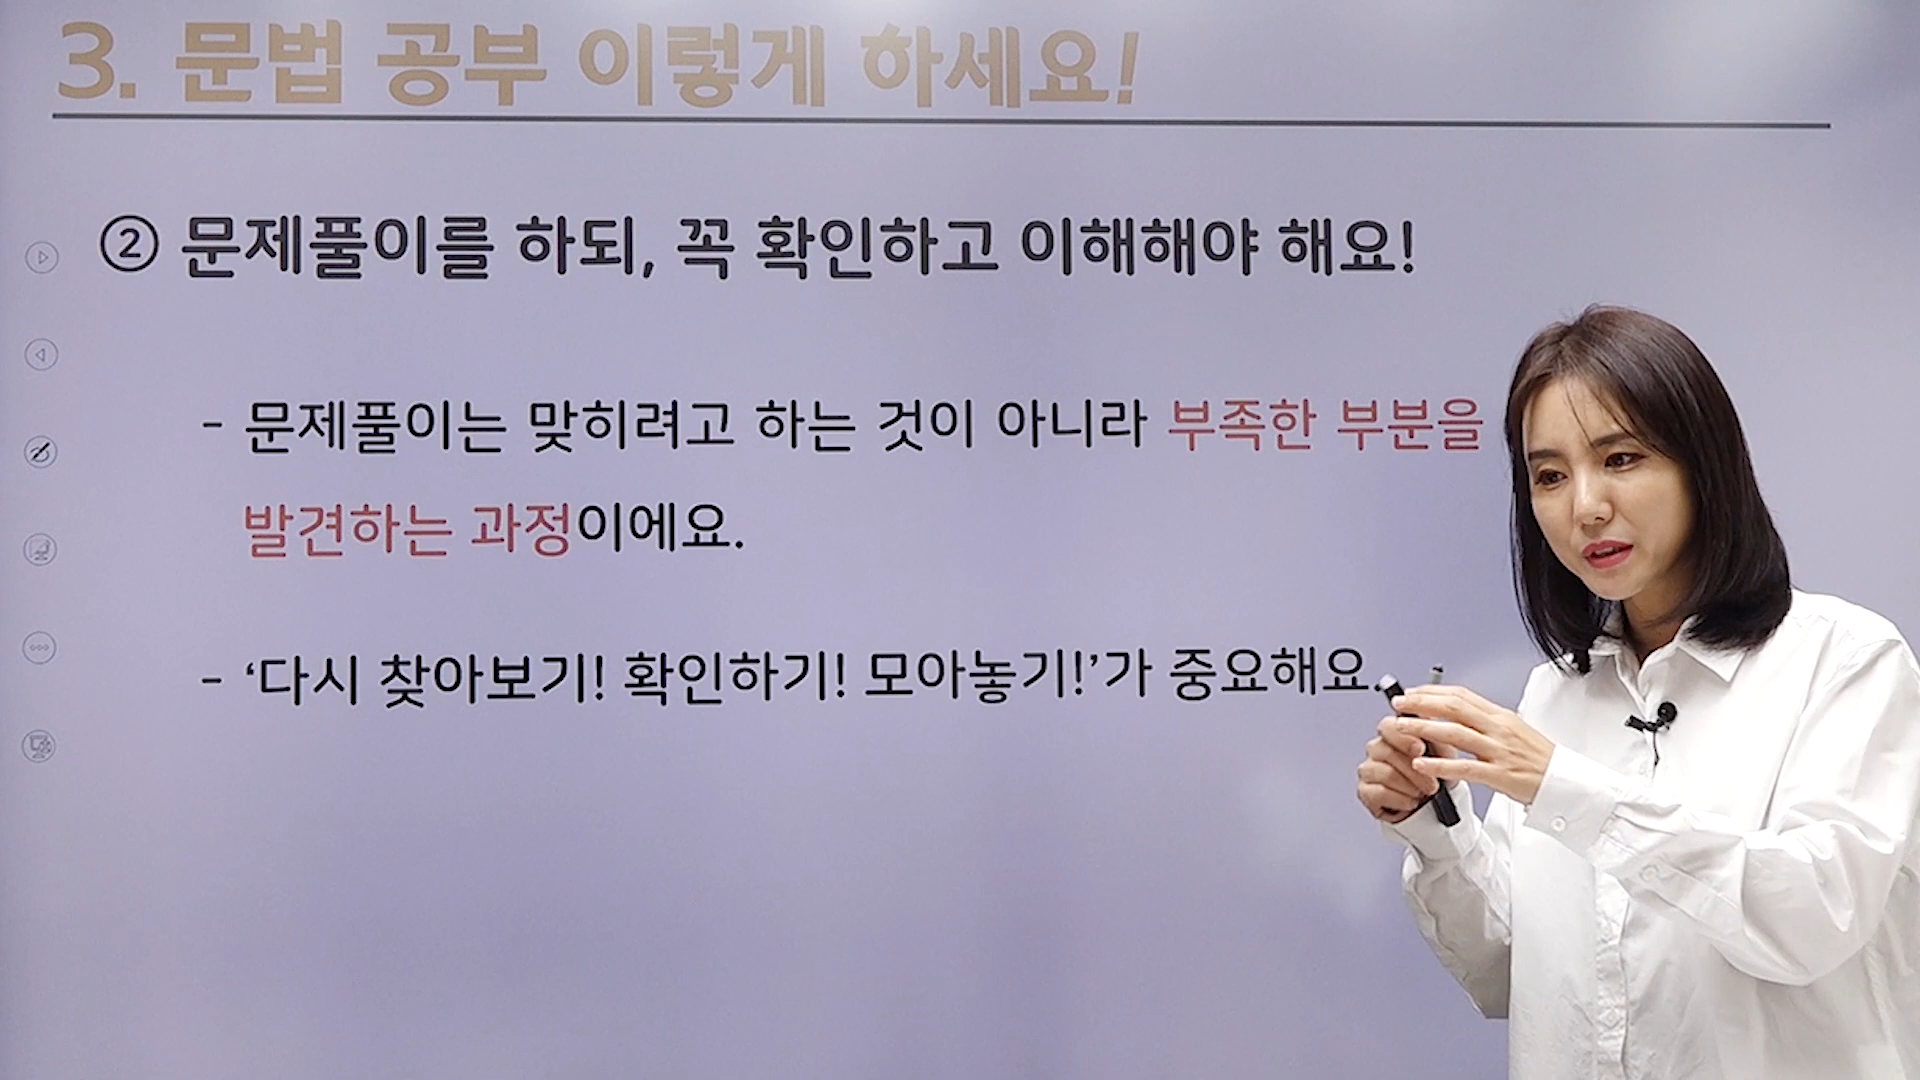 3. 문법 공부 이렇게 하세요!
② 문제풀이를 하되, 꼭 확인하고 이해해야 해요!
- 문제풀이는 맞히려고 하는 것이 아니라 부족한 부분을
발견하는 과정이에요.
- ‘다시 찾아보기! 확인하기! 모아놓기!’가 중요해요.